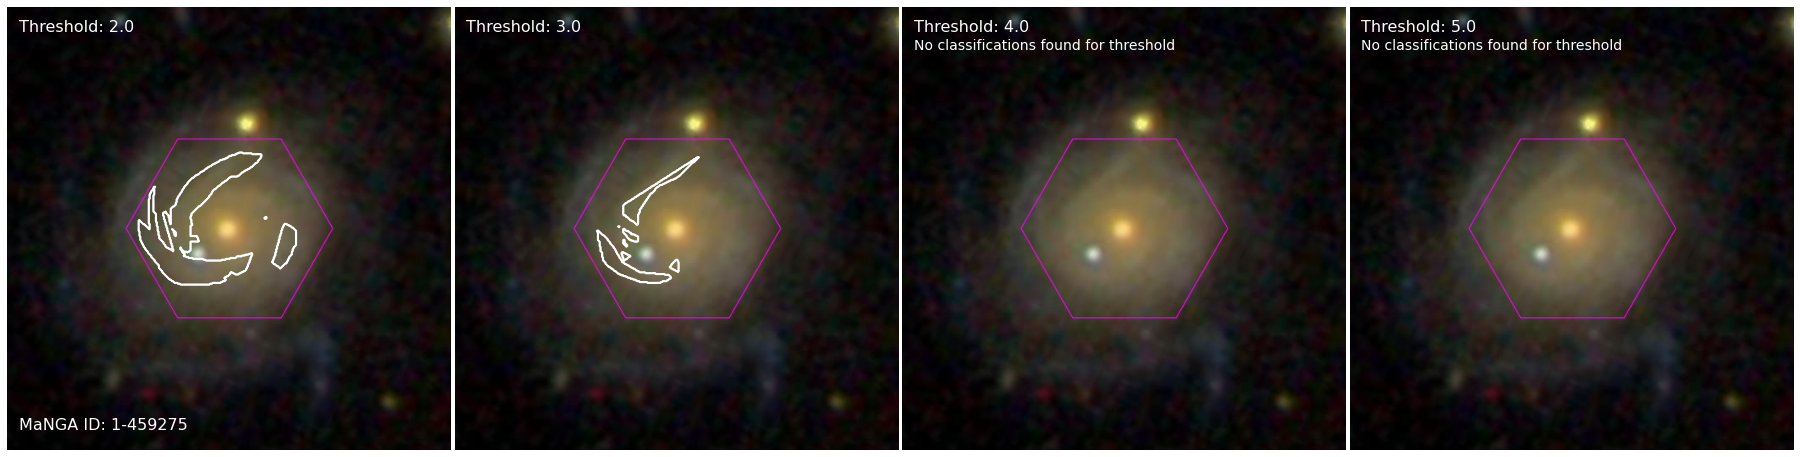 Threshold: 2.0
MaNGA ID: 1-459275
Threshold: 3.0
Threshold: 4.0
No classifications found for threshold
Threshold: 5.0
No classifications found for threshold